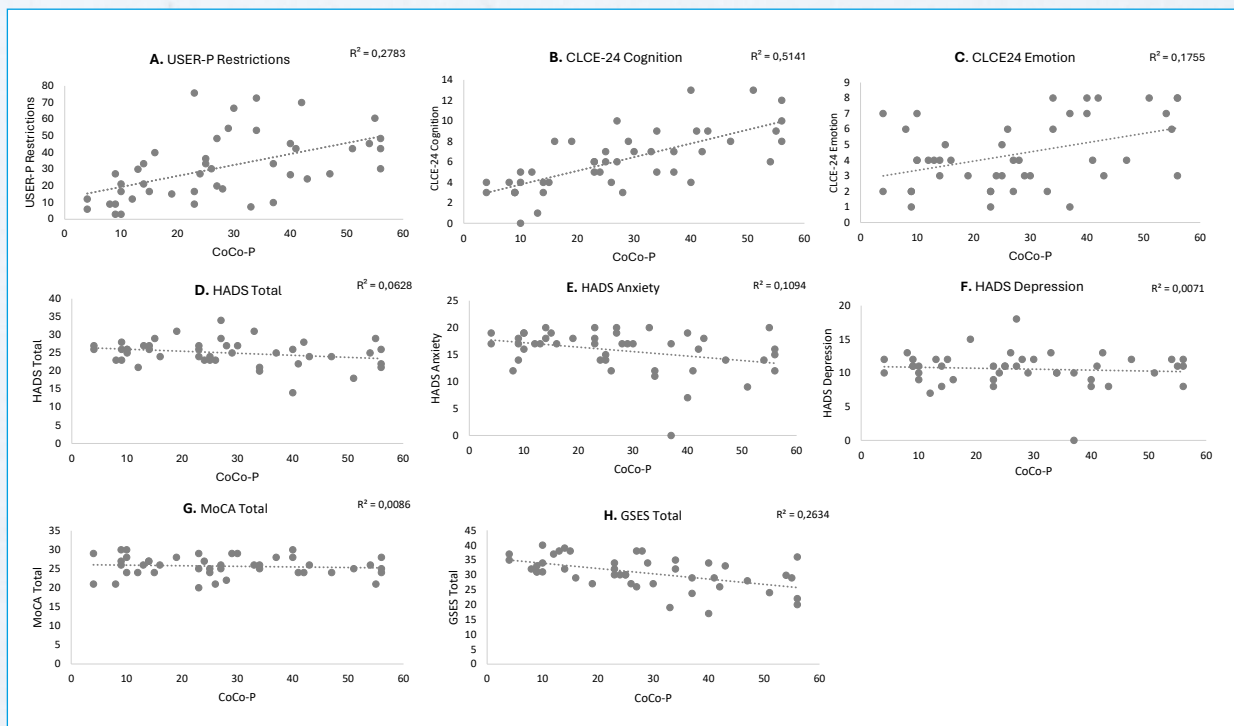 A. USER-P Restrictions
R² = 0,2783
USER-P Restrictions
80
70
60
50
40
30
20
10
0
0 10 20 30 40 50 60
CoCo-P
B. CLCE-24 Cognition
R² = 0,5141
CLCE-24 Cognition
14
12
10
8
6
4
2
0
0 10 20 30 40 50 60
CoCo-P
C. CLCE24 Emotion
R² = 0,1755
CLCE-24 Emotion
9
8
7
6
5
4
3
2
1
0
0 10 20 30 40 50 60
CoCo-P
D. HADS Total
R² = 0,0628
HADS Total
40
35
30
25
20
15
10
5
0
0 10 20 30 40 50 60
CoCo-P
E. HADS Anxiety
R² = 0,1094
HADS Anxiety
25
20
15
10
5
0
0 10 20 30 40 50 60
CoCo-P
F. HADS Depression
R² = 0,0071
HADS Depression
20
15
10
5
0
0 10 20 30 40 50 60
CoCo-P
G. MoCA Total
R² = 0,0086
MoCA Total
35
30
25
20
15
10
5
0
0 10 20 30 40 50 60
CoCo-P
H. GSES Total
R² = 0,2634
GSES Total
45
40
35
30
25
20
15
10
5
0
0 10 20 30 40 50 60
CoCo-P